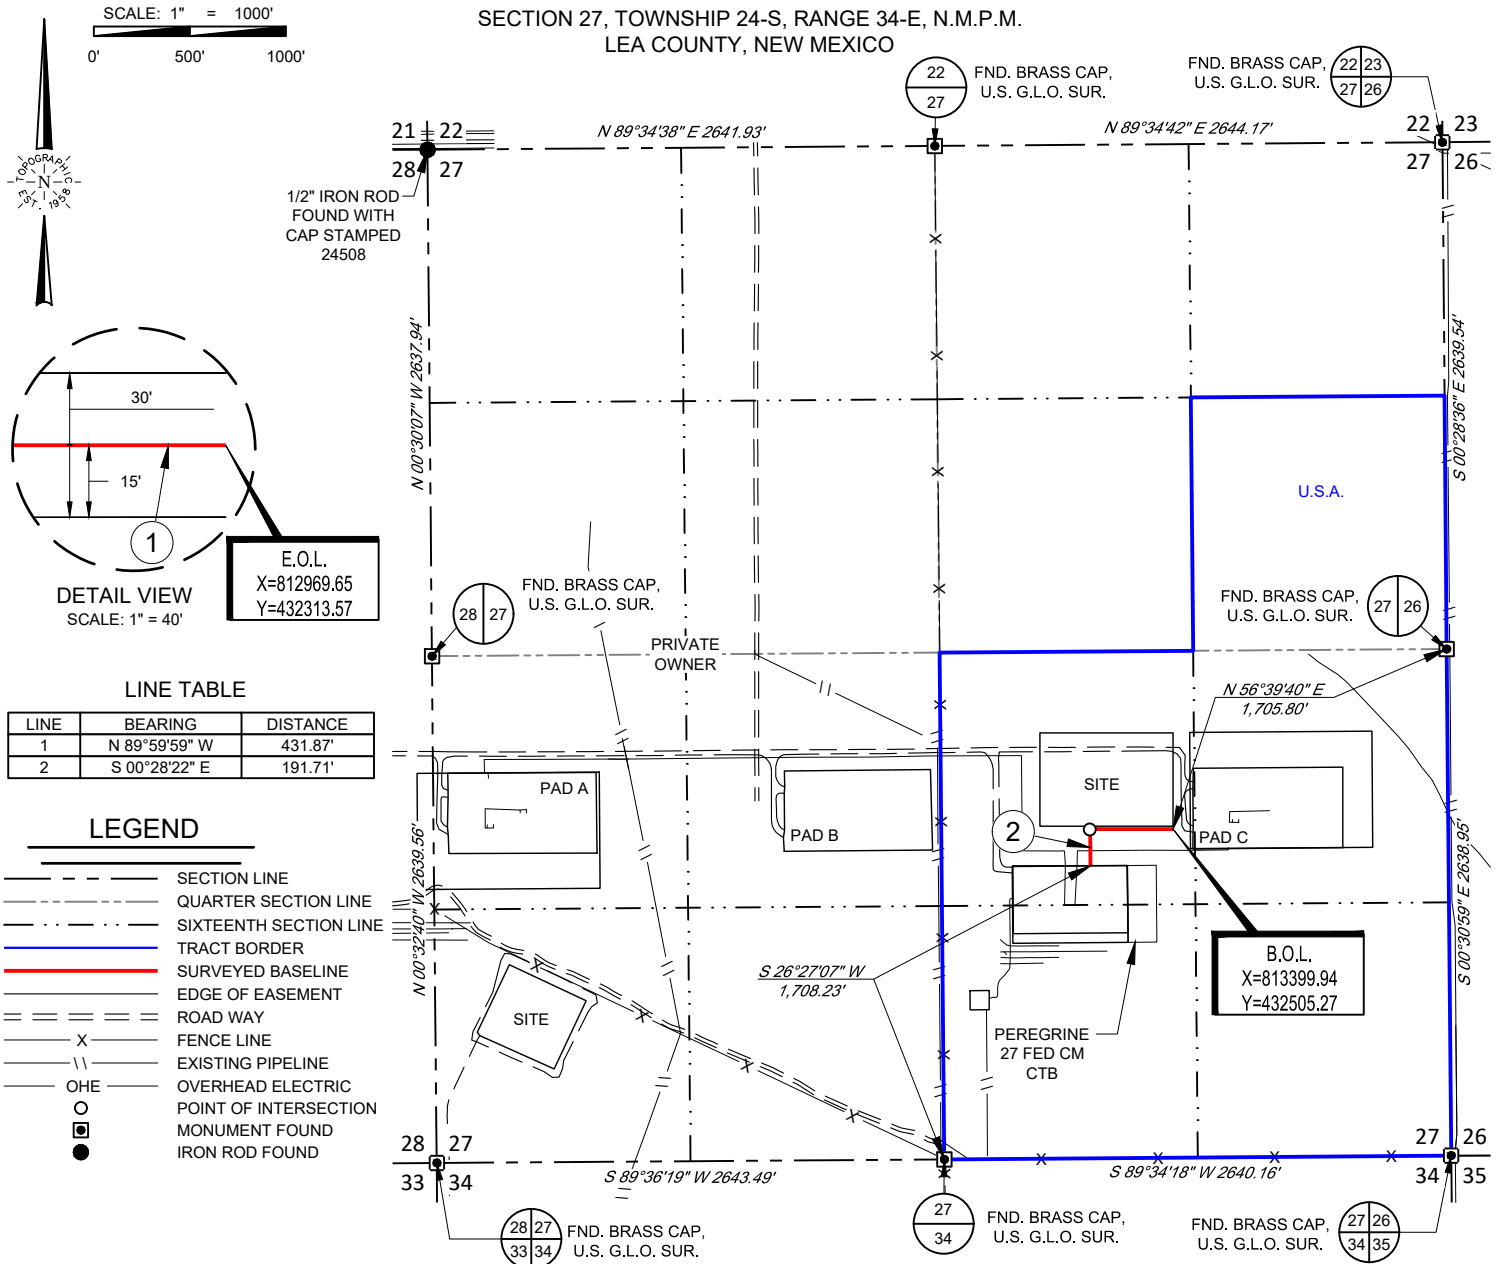 SCALE: 1" = 1000'
0' 500' 1000'
SECTION 27, TOWNSHIP 24-S, RANGE 34-E, N.M.P.M.
LEA COUNTY, NEW MEXICO
TOPOGRAPHIC
N
EST. 1958
22
27
FND. BRASS CAP,
U.S. G.L.O. SUR.
FND. BRASS CAP,
U.S. G.L.O. SUR.
22 23
27 26
21 22
28 27
N 89°34'38" E 2641.93'
N 89°34'42" E 2644.17'
22 23
27 26
1/2" IRON ROD
FOUND WITH
CAP STAMPED
24508
N 00°30'07" W 2637.94'
S 00°28'36" E 2639.54'
30'
15'
1
DETAIL VIEW
SCALE: 1" = 40'
E.O.L.
X=812969.65
Y=432313.57
U.S.A.
28 27
FND. BRASS CAP,
U.S. G.L.O. SUR.
FND. BRASS CAP,
U.S. G.L.O. SUR.
27 26
PRIVATE
OWNER
N 56°39'40" E
1,705.80'
LINE TABLE
LINE BEARING DISTANCE
1 N 89°59'59" W 431.87'
2 S 00°28'22" E 191.71'
PAD A
PAD B
SITE
PAD C
2
N 00°32'40" W 2639.56'
S 00°30'59" E 2638.95'
B.O.L.
X=813399.94
Y=432505.27
S 26°27'07" W
1,708.23'
SITE
PEREGRINE
27 FED CM
CTB
LEGEND
SECTION LINE
QUARTER SECTION LINE
SIXTEENTH SECTION LINE
TRACT BORDER
SURVEYED BASELINE
EDGE OF EASEMENT
ROAD WAY
X FENCE LINE
\\ EXISTING PIPELINE
OHE OVERHEAD ELECTRIC
POINT OF INTERSECTION
MONUMENT FOUND
IRON ROD FOUND
28 27
33 34
S 89°36'19" W 2643.49'
S 89°34'18" W 2640.16'
27 26
34 35
28 27
33 34
FND. BRASS CAP,
U.S. G.L.O. SUR.
27
34
FND. BRASS CAP,
U.S. G.L.O. SUR.
FND. BRASS CAP,
U.S. G.L.O. SUR.
27 26
34 35